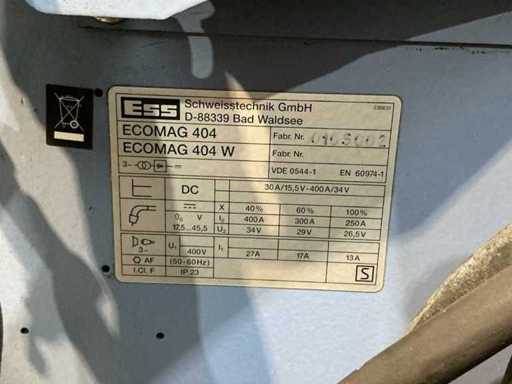 ESS Schweisstechnik GmbH
D-88339 Bad Waldsee
ECOMAG 404 Fabr. Nr.
ECOMAG 404 W Fabr. Nr.
3~ VDE 0544-1 EN 60974-1
DC 30A/15,5V-400A/34V
X 40% 60% 100%
U₀ V I₂ 400A 300A 250A
17,5...45,5 U₂ 34V 29V 26,5V
3~ U₁ 400V I₁ 27A 17A 13A
AF (50-60Hz)
I.Cl. F IP 23 S